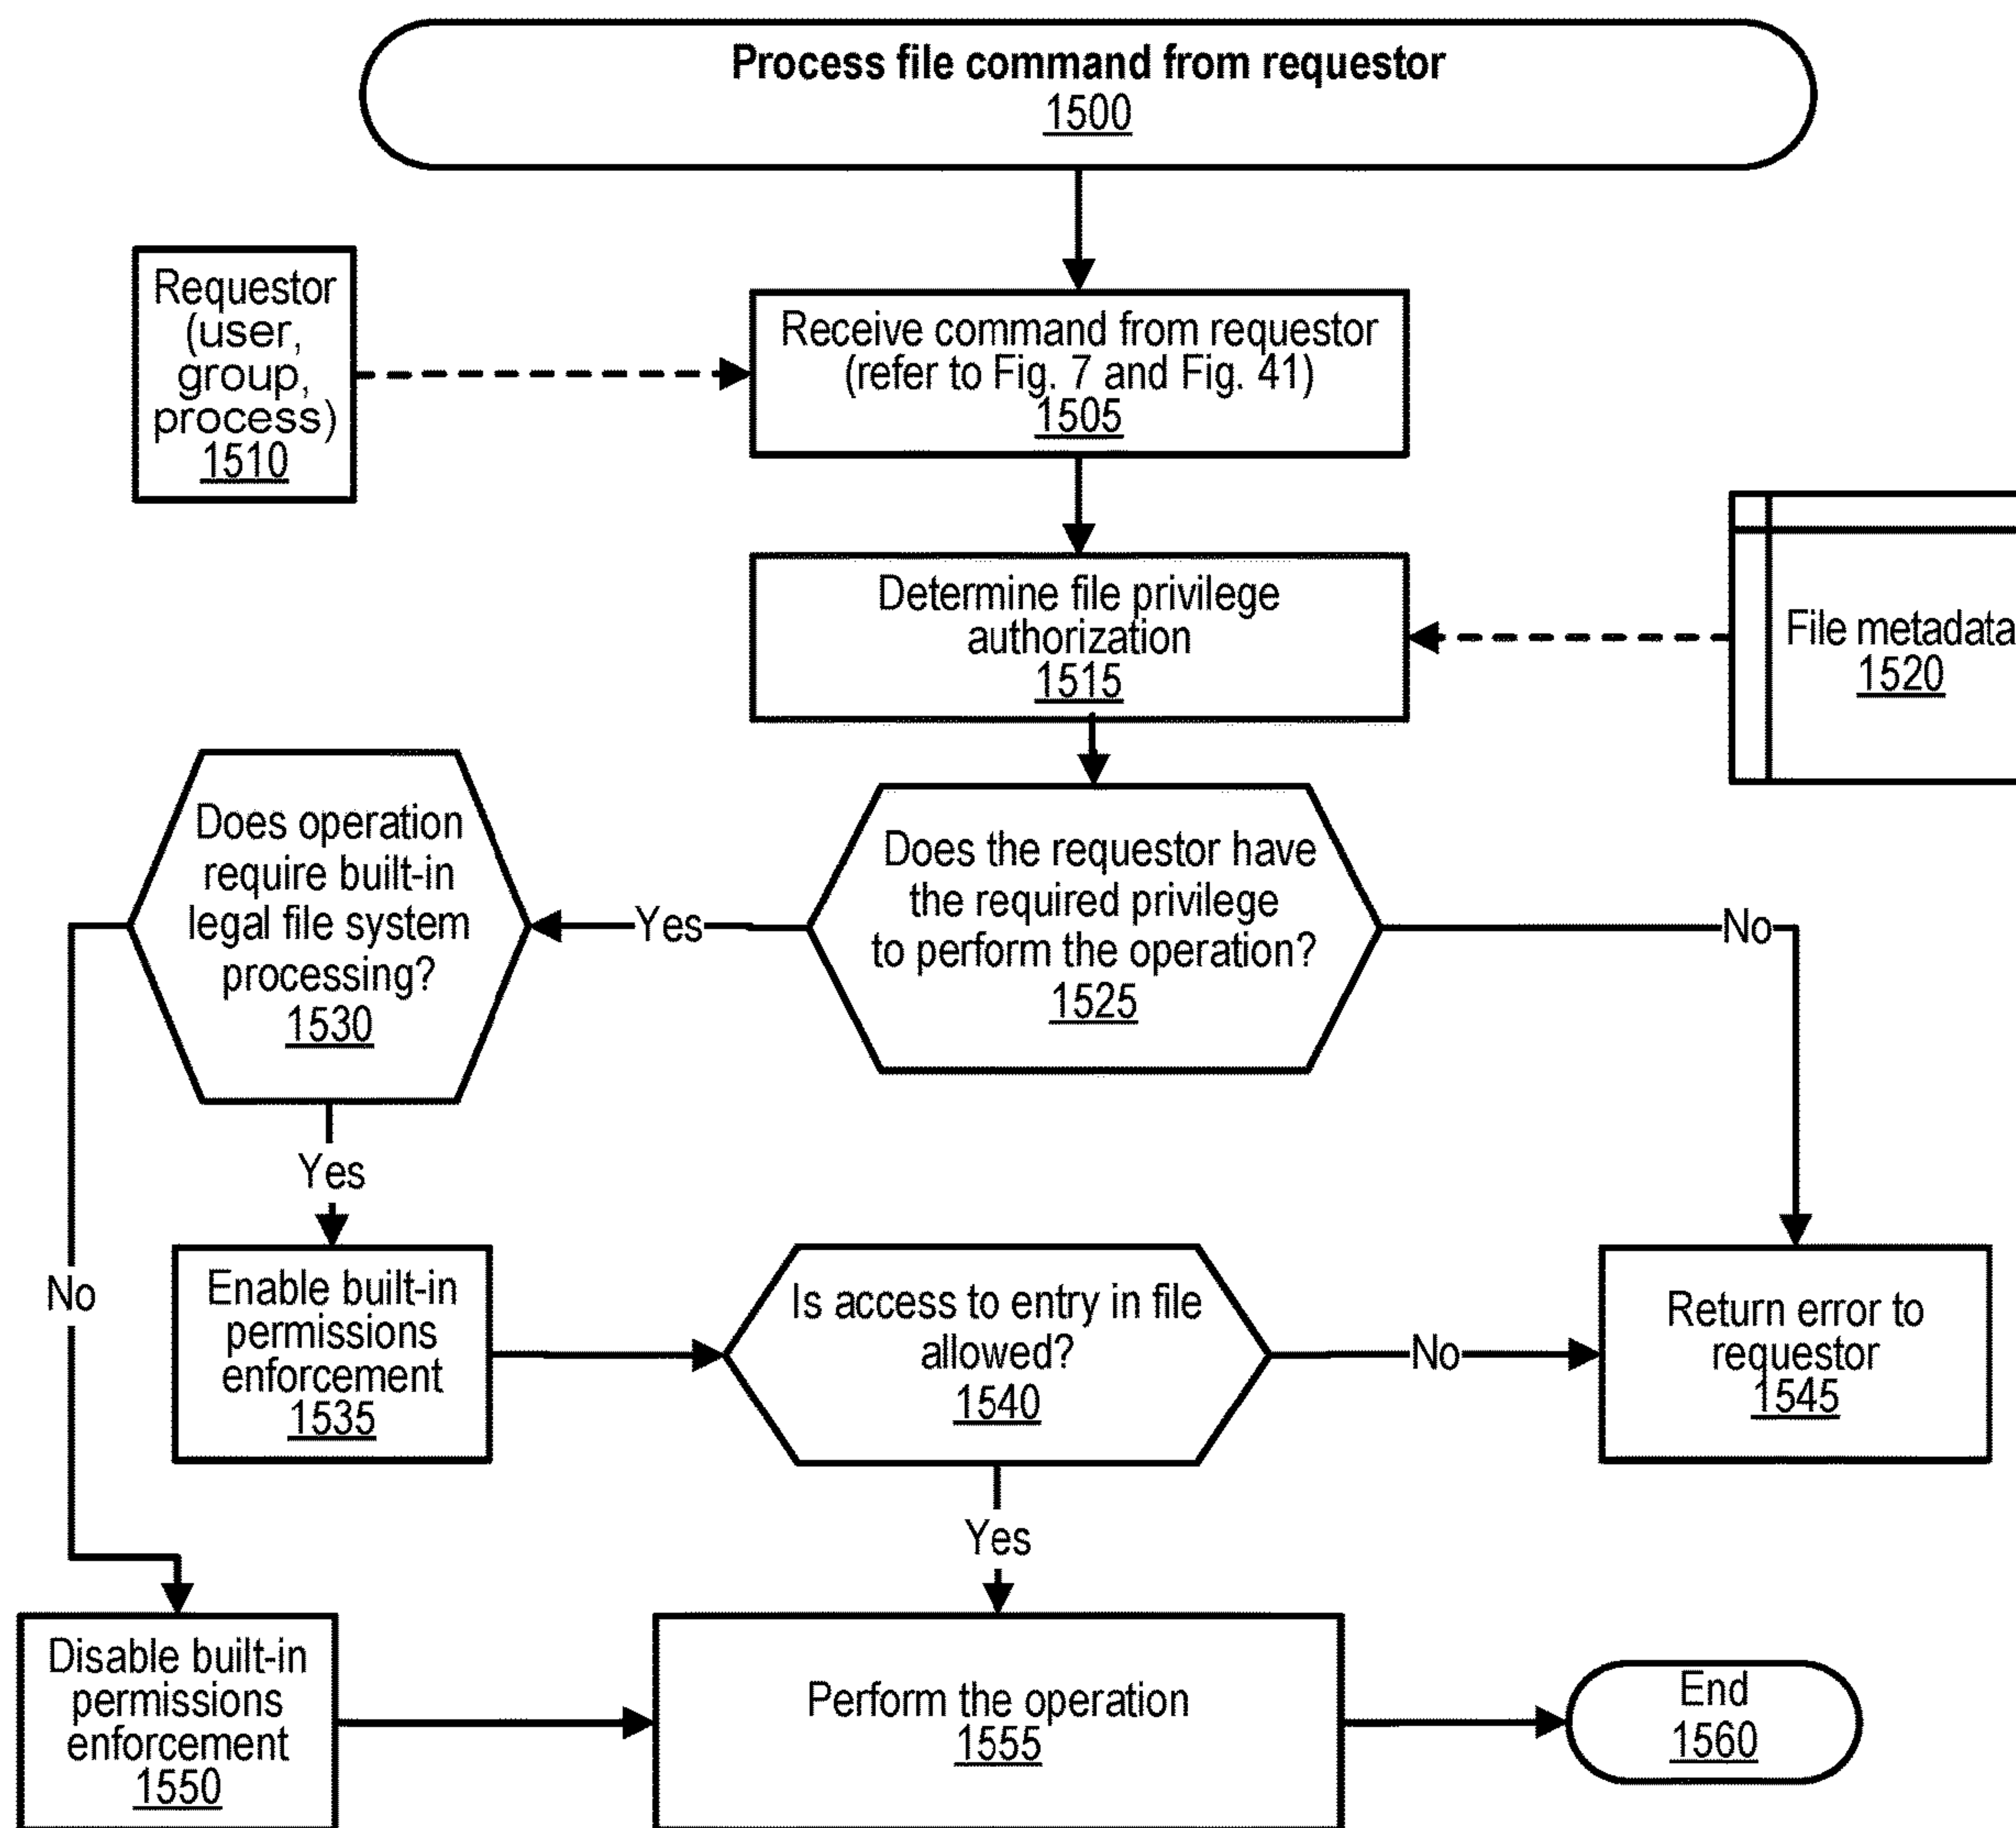 Process file command from requestor
1500
Requestor
(user,
group,
process)
1510
Receive command from requestor
(refer to Fig. 7 and Fig. 41)
1505
Determine file privilege
authorization
1515
File metadata
1520
Does operation
require built-in
legal file system
processing?
1530
Yes
Does the requestor have
the required privilege
to perform the operation?
1525
No
Yes
No
Enable built-in
permissions
enforcement
1535
Is access to entry in file
allowed?
1540
No
Return error to
requestor
1545
Yes
Disable built-in
permissions
enforcement
1550
Perform the operation
1555
End
1560